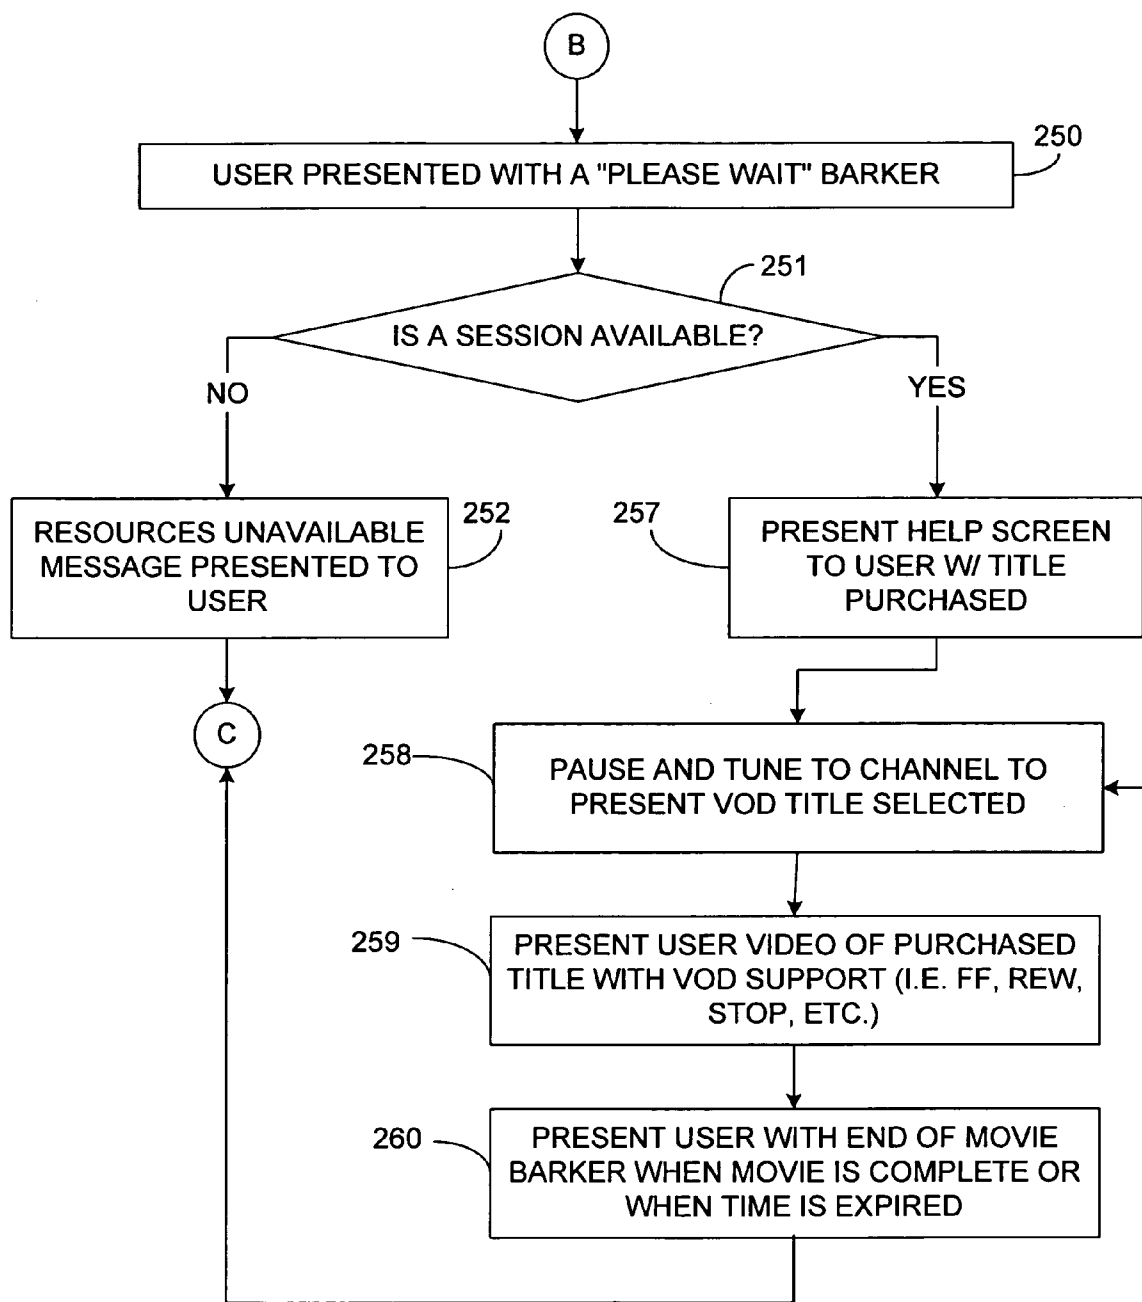 B
250
USER PRESENTED WITH A "PLEASE WAIT" BARKER
251
IS A SESSION AVAILABLE?
NO
YES
RESOURCES UNAVAILABLE
MESSAGE PRESENTED TO
USER
252
257
PRESENT HELP SCREEN
TO USER W/ TITLE
PURCHASED
C
258
PAUSE AND TUNE TO CHANNEL TO
PRESENT VOD TITLE SELECTED
259
PRESENT USER VIDEO OF PURCHASED
TITLE WITH VOD SUPPORT (I.E. FF, REW,
STOP, ETC.)
260
PRESENT USER WITH END OF MOVIE
BARKER WHEN MOVIE IS COMPLETE OR
WHEN TIME IS EXPIRED